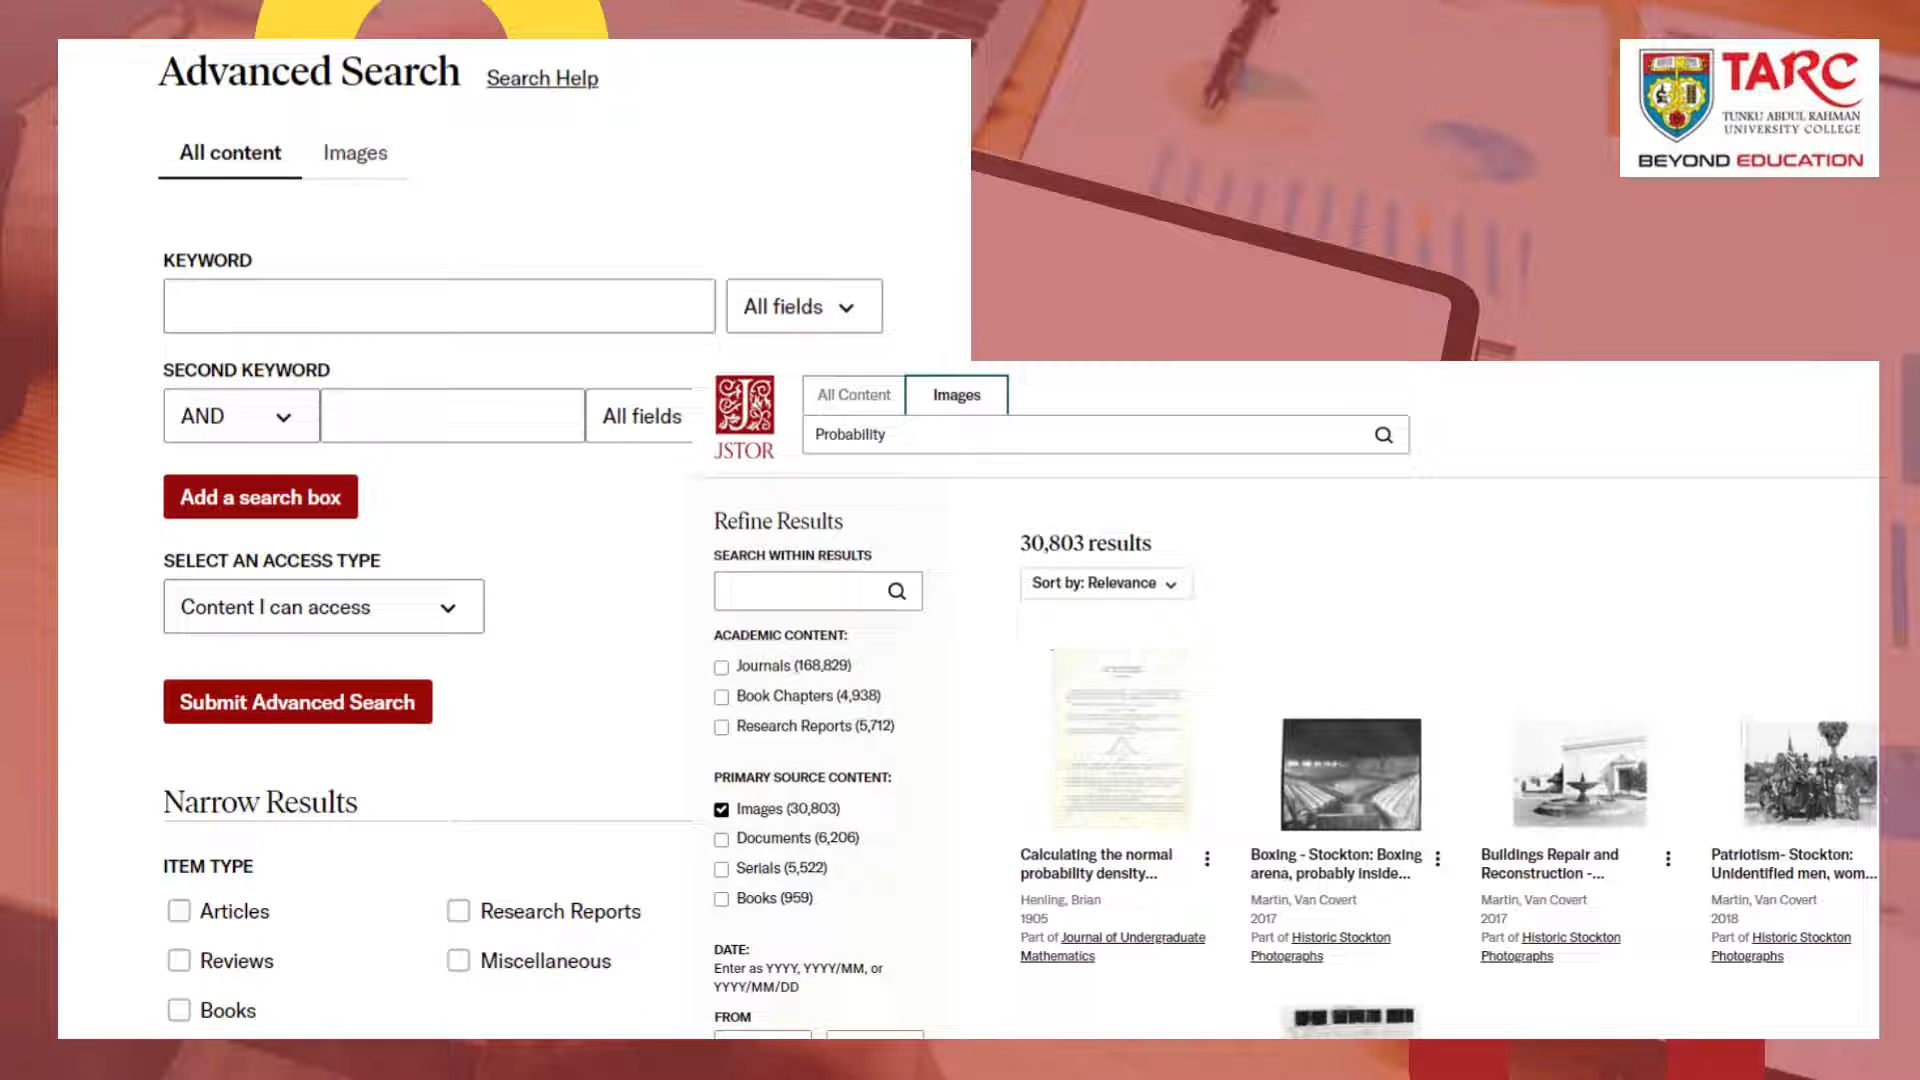 Advanced Search Search Help
All content Images
KEYWORD
All fields
SECOND KEYWORD
AND All fields
Add a search box
SELECT AN ACCESS TYPE
Content I can access
Submit Advanced Search
Narrow Results
ITEM TYPE
Articles Research Reports
Reviews Miscellaneous
Books
TARC
TUNKU ABDUL RAHMAN
UNIVERSITY COLLEGE
BEYOND EDUCATION
JSTOR
All Content Images
Probability
Refine Results
SEARCH WITHIN RESULTS
ACADEMIC CONTENT:
Journals (168,829)
Book Chapters (4,938)
Research Reports (5,712)
PRIMARY SOURCE CONTENT:
Images (30,803)
Documents (6,206)
Serials (5,522)
Books (959)
DATE:
Enter as YYYY, YYYY/MM, or
YYYY/MM/DD
FROM
30,803 results
Sort by: Relevance
Calculating the normal
probability density...
Henling, Brian
1905
Part of Journal of Undergraduate
Mathematics
Boxing - Stockton: Boxing
arena, probably inside...
Martin, Van Covert
2017
Part of Historic Stockton
Photographs
Buildings Repair and
Reconstruction -...
Martin, Van Covert
2017
Part of Historic Stockton
Photographs
Patriotism- Stockton:
Unidentified men, wom...
Martin, Van Covert
2018
Part of Historic Stockton
Photographs